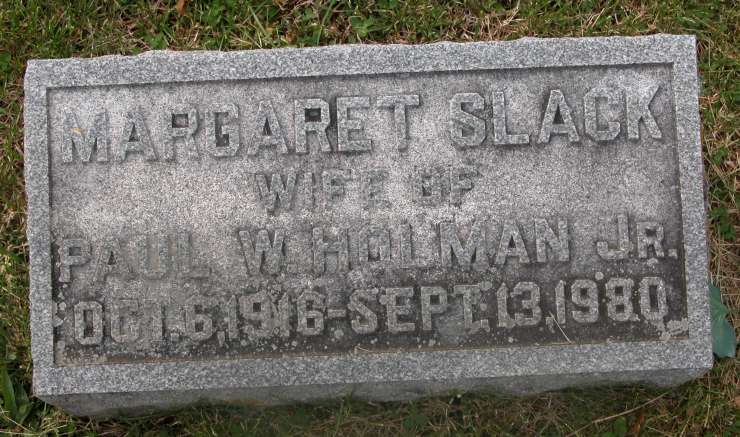 MARGARET SLACK
WIFE OF
PAUL W. HOLMAN JR.
OCT. 6, 1916 - SEPT. 13, 1980